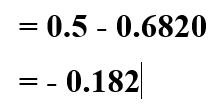 = 0.5 - 0.6820
= - 0.182